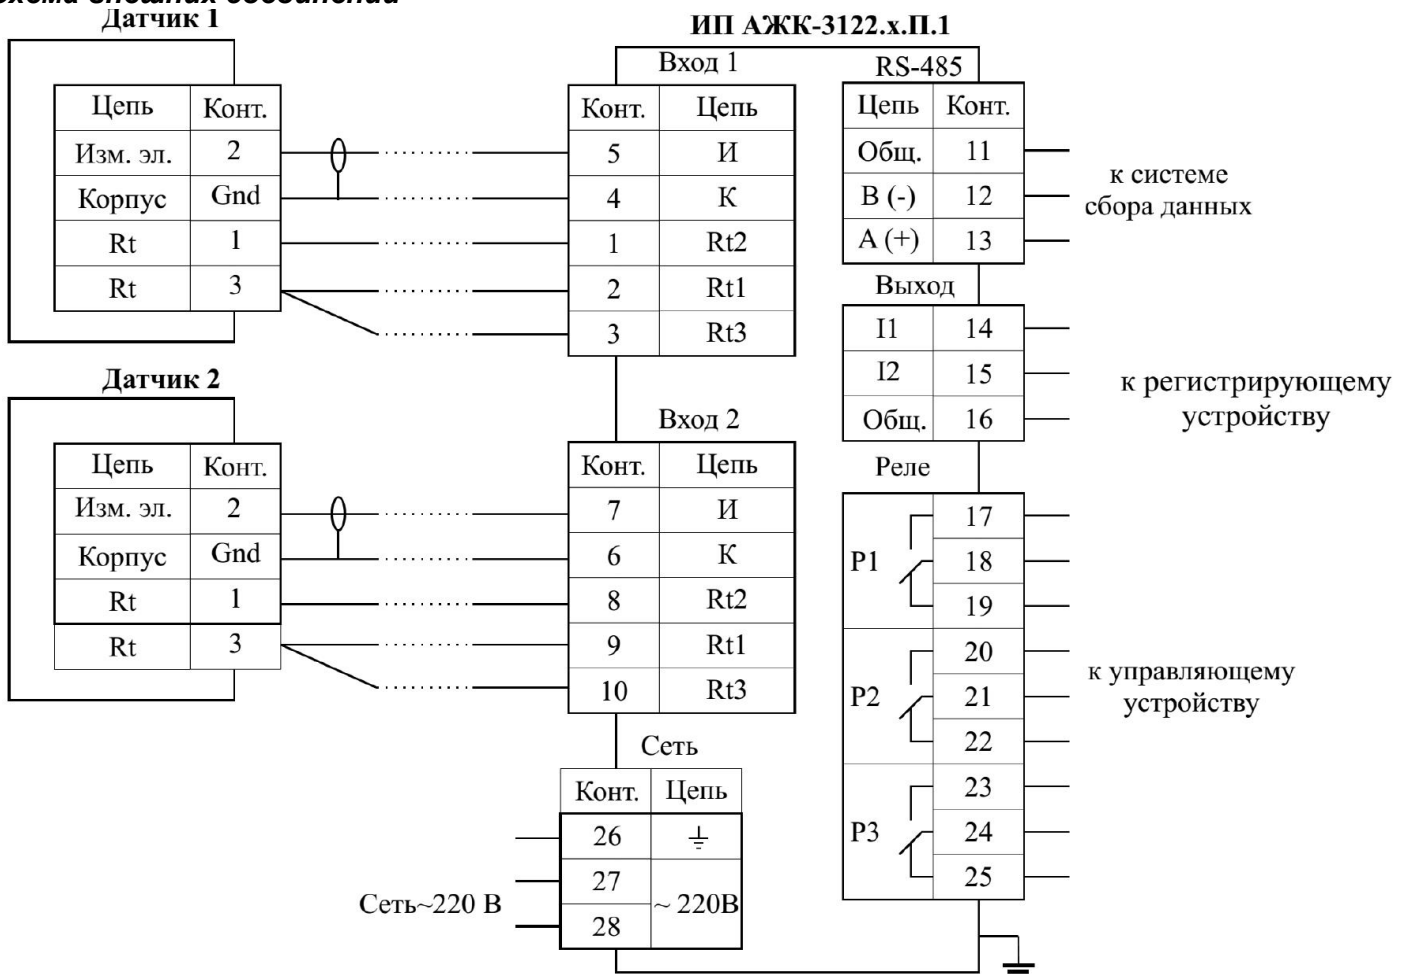 Схема внешних соединений
Датчик 1
Цепь Конт.
Изм. эл. 2
Корпус Gnd
Rt 1
Rt 3
Датчик 2
Цепь Конт.
Изм. эл. 2
Корпус Gnd
Rt 1
Rt 3
ИП АЖК-3122.х.П.1
Вход 1
Конт. Цепь
5 И
4 К
1 Rt2
2 Rt1
3 Rt3
Вход 2
Конт. Цепь
7 И
6 К
8 Rt2
9 Rt1
10 Rt3
Сеть
Конт. Цепь
26
27
28
~ 220В
Сеть~220 В
RS-485
Цепь Конт.
Общ. 11
B (-) 12
A (+) 13
к системе
сбора данных
Выход
I1 14
I2 15
Общ. 16
к регистрирующему
устройству
Реле
P1
17
18
19
P2
20
21
22
P3
23
24
25
к управляющему
устройству